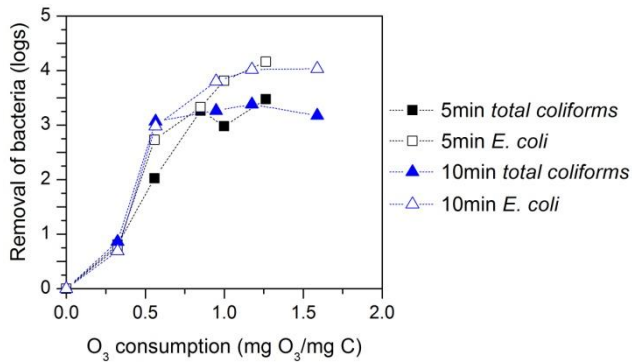 5
4
3
2
1
0
0.0 0.5 1.0 1.5 2.0
Removal of bacteria (logs)
O₃ consumption (mg O₃/mg C)
5min total coliforms
5min E. coli
10min total coliforms
10min E. coli